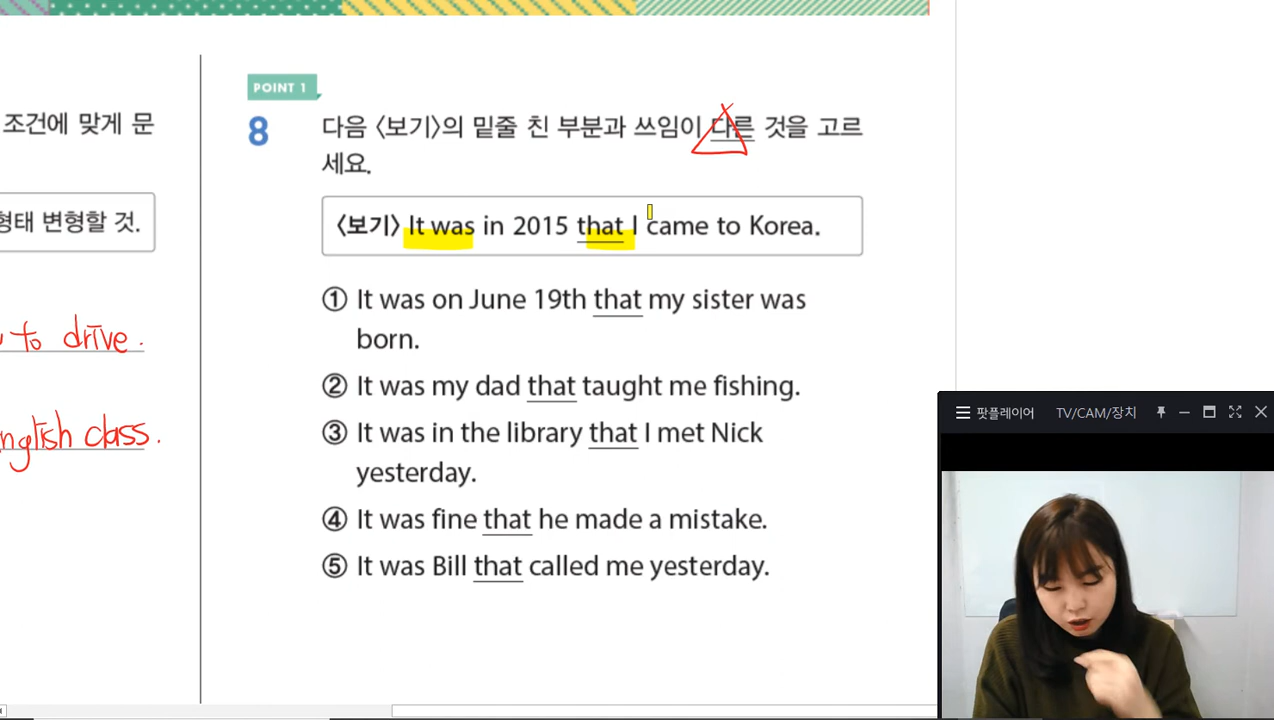 조건에 맞게 문
형태 변형할 것.
to drive.
nglish class.
POINT 1
8 다음 〈보기〉의 밑줄 친 부분과 쓰임이 다른 것을 고르
세요.
〈보기〉 It was in 2015 that I came to Korea.
① It was on June 19th that my sister was
born.
② It was my dad that taught me fishing.
③ It was in the library that I met Nick
yesterday.
④ It was fine that he made a mistake.
⑤ It was Bill that called me yesterday.
팟플레이어 TV/CAM/장치